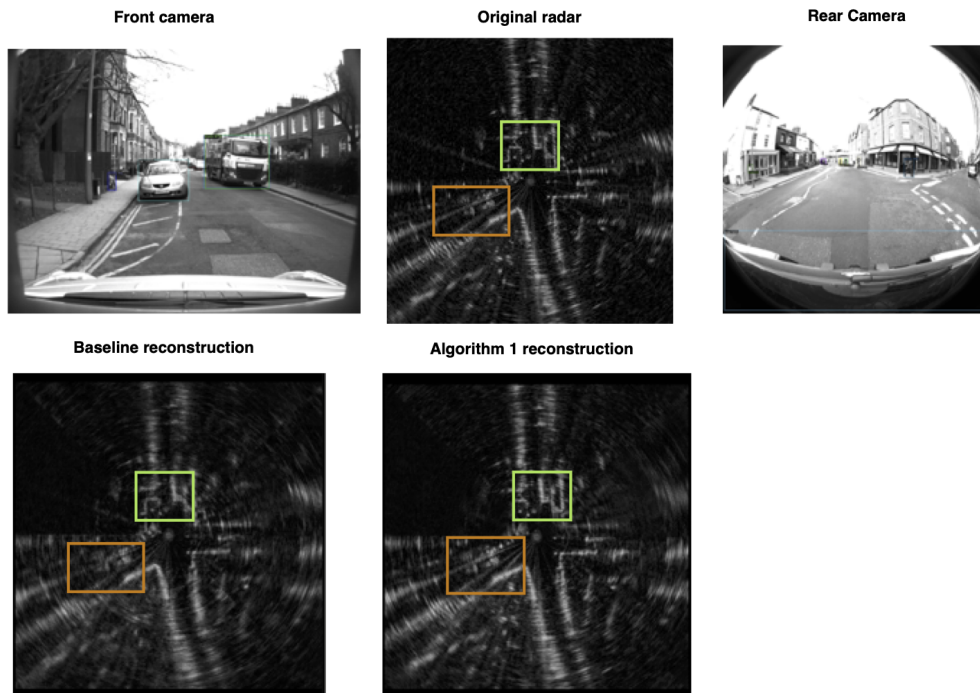 Front camera
Original radar
Rear Camera
Baseline reconstruction
Algorithm 1 reconstruction